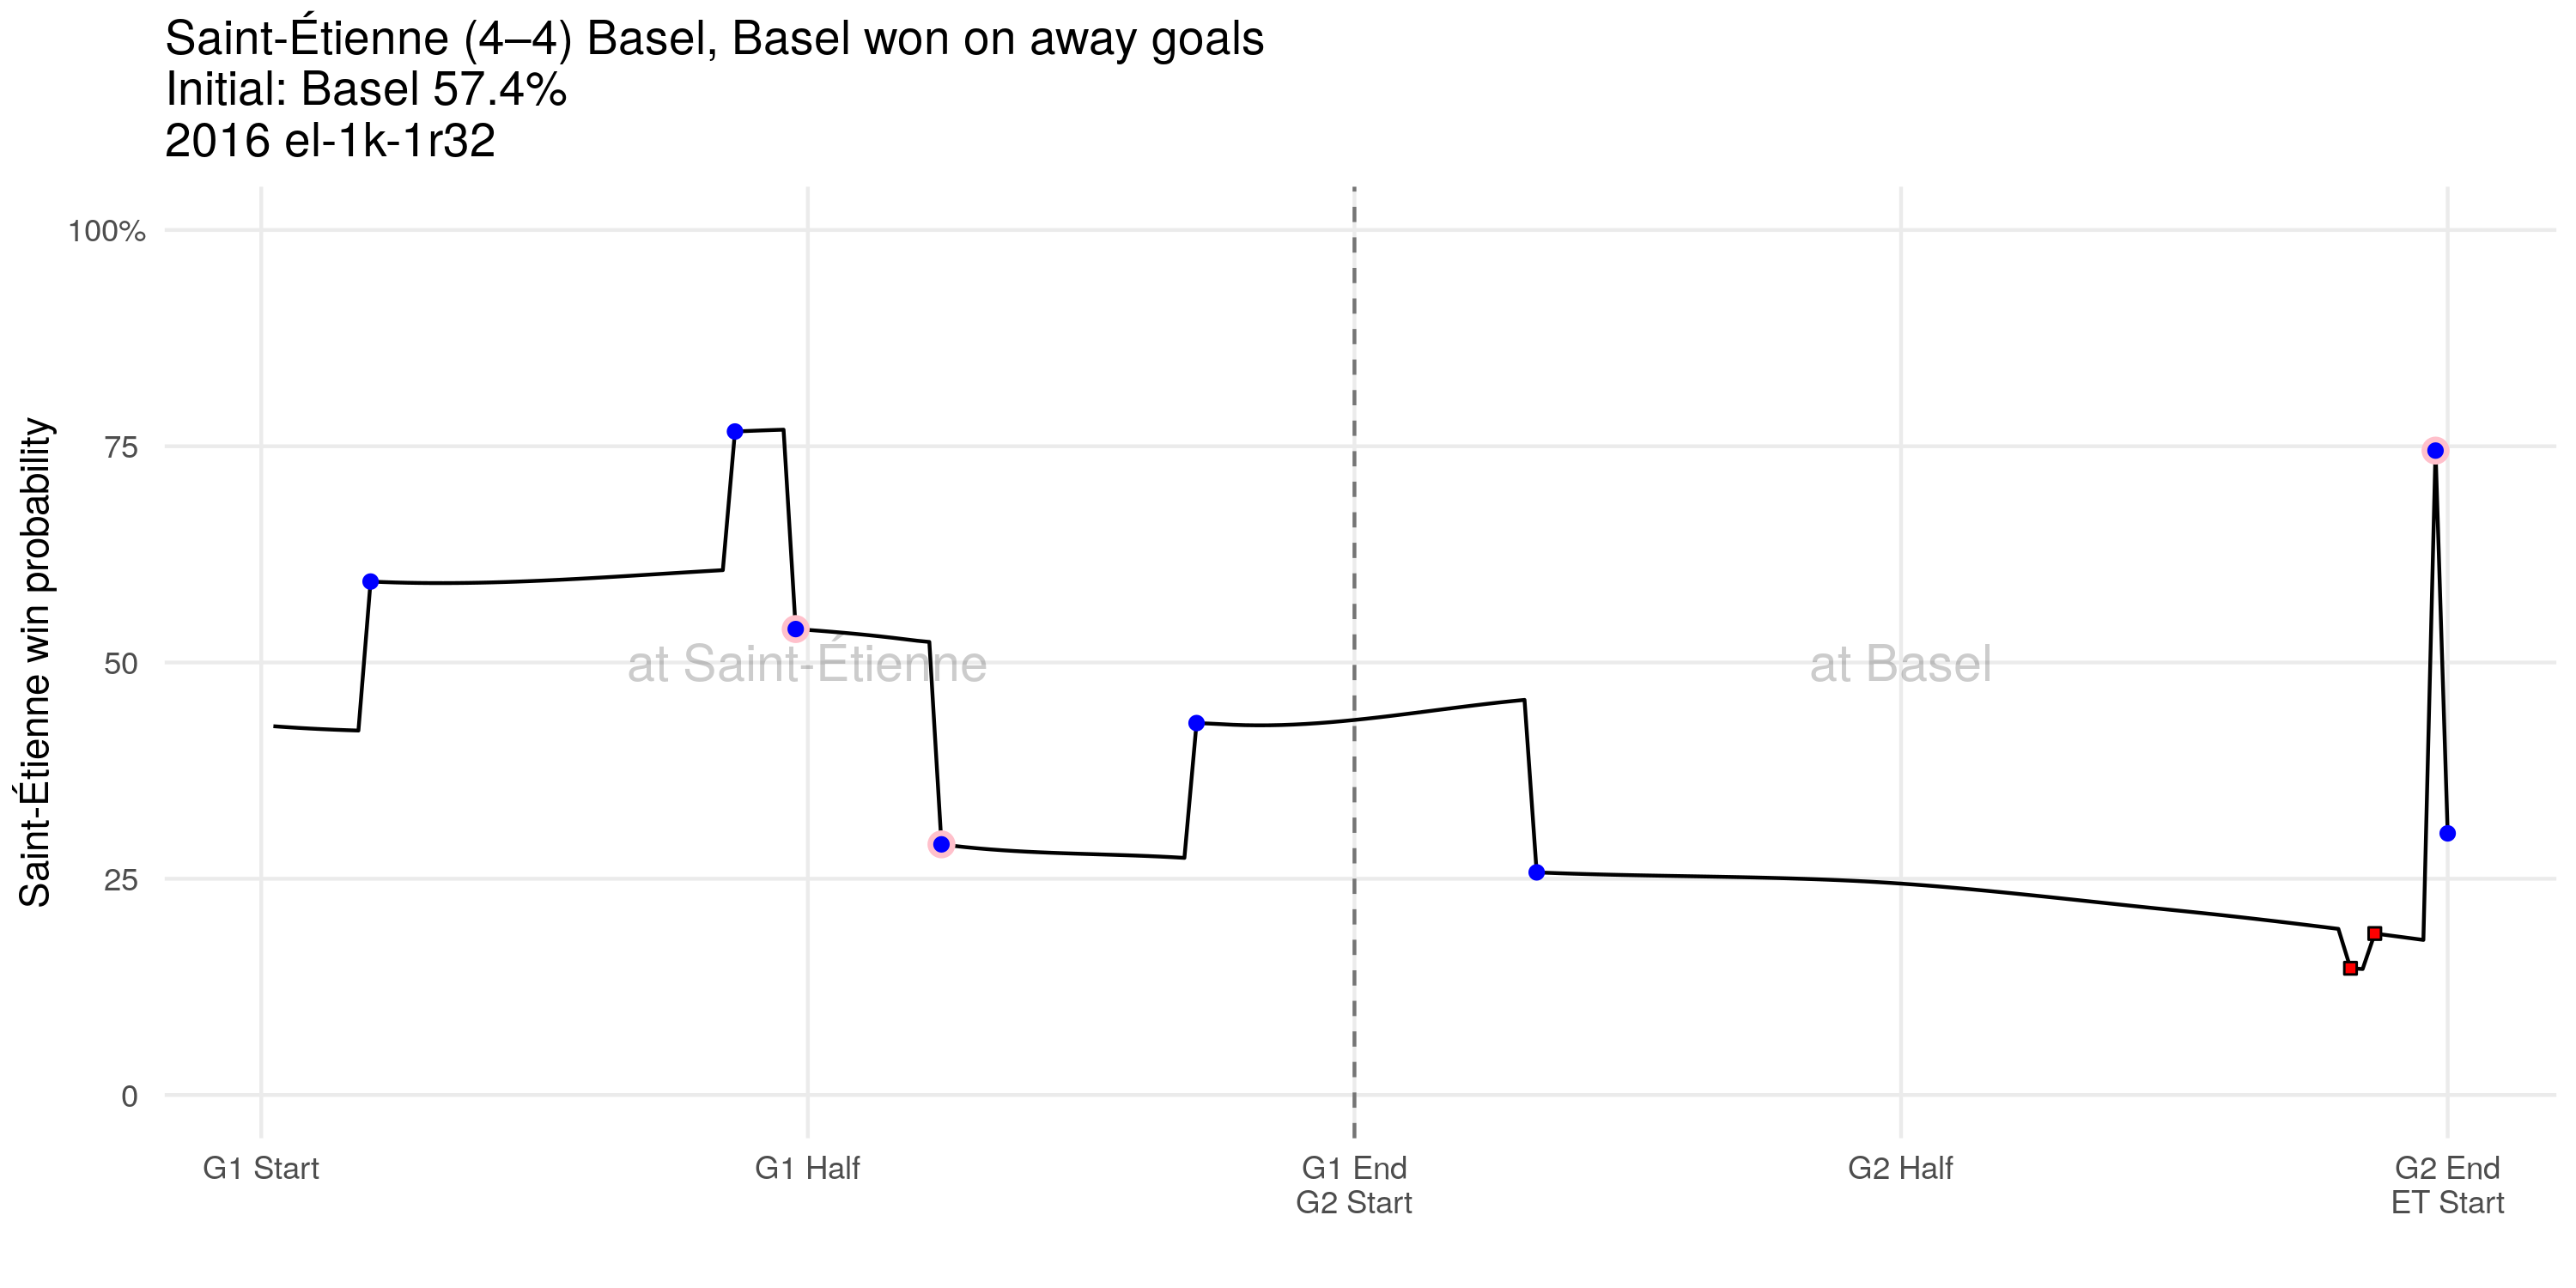 Saint-Étienne (4–4) Basel, Basel won on away goals
Initial: Basel 57.4%
2016 el-1k-1r32
Saint-Étienne win probability
100%
75
50
25
0
at Saint-Étienne
at Basel
G1 Start
G1 Half
G1 End
G2 Start
G2 Half
G2 End
ET Start